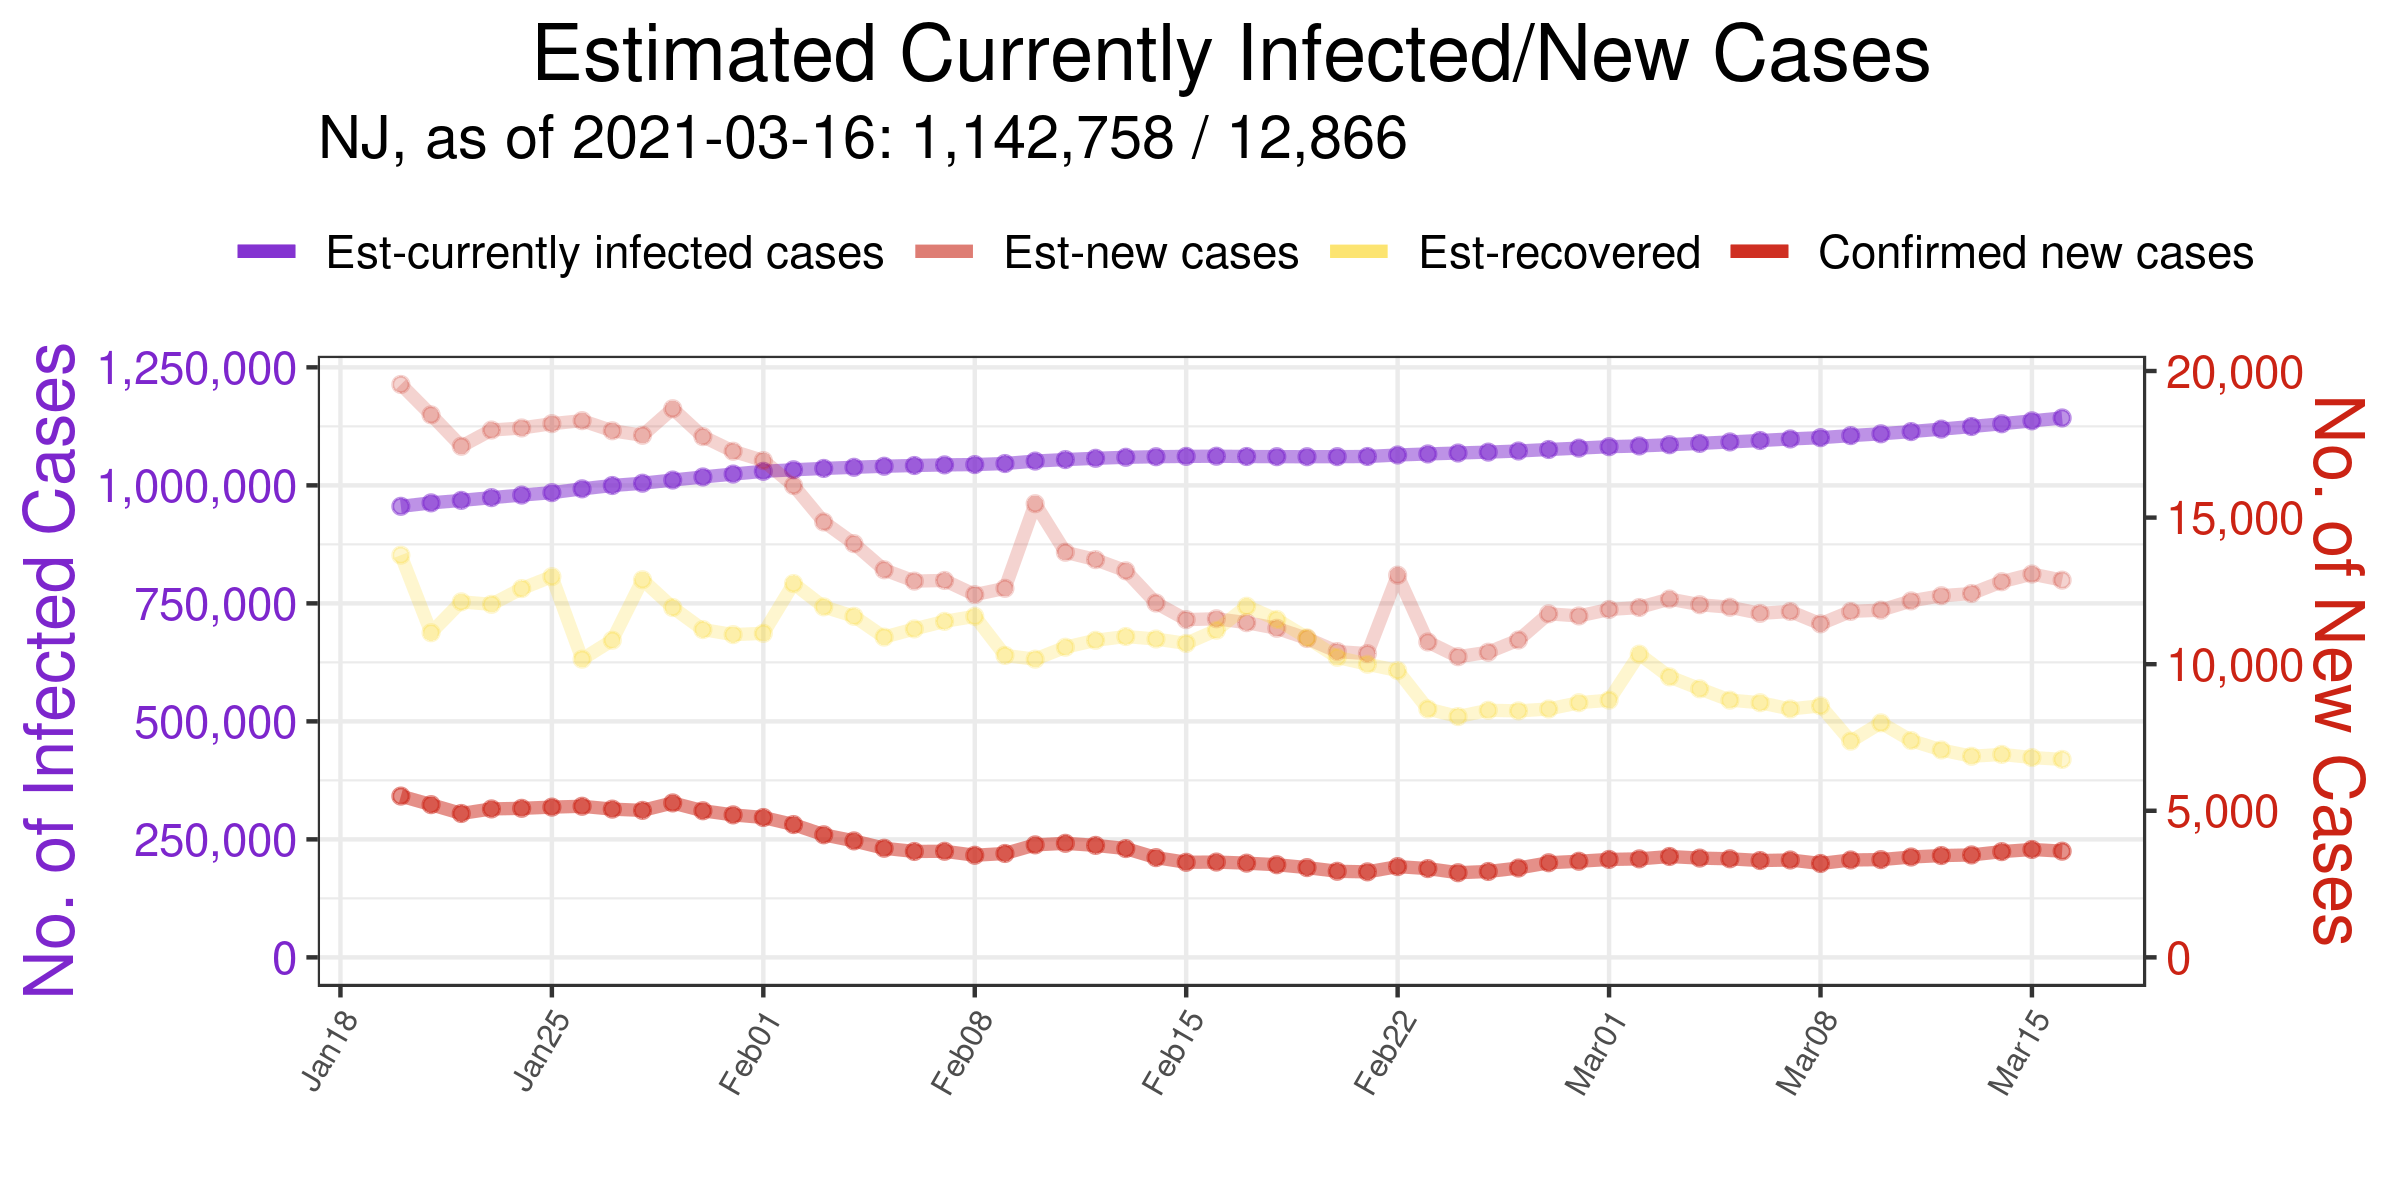 Estimated Currently Infected/New Cases
NJ, as of 2021-03-16: 1,142,758 / 12,866
Est-currently infected cases Est-new cases Est-recovered Confirmed new cases
No. of Infected Cases
1,250,000
1,000,000
750,000
500,000
250,000
0
20,000
15,000
10,000
5,000
0
No. of New Cases
Jan18 Jan25 Feb01 Feb08 Feb15 Feb22 Mar01 Mar08 Mar15